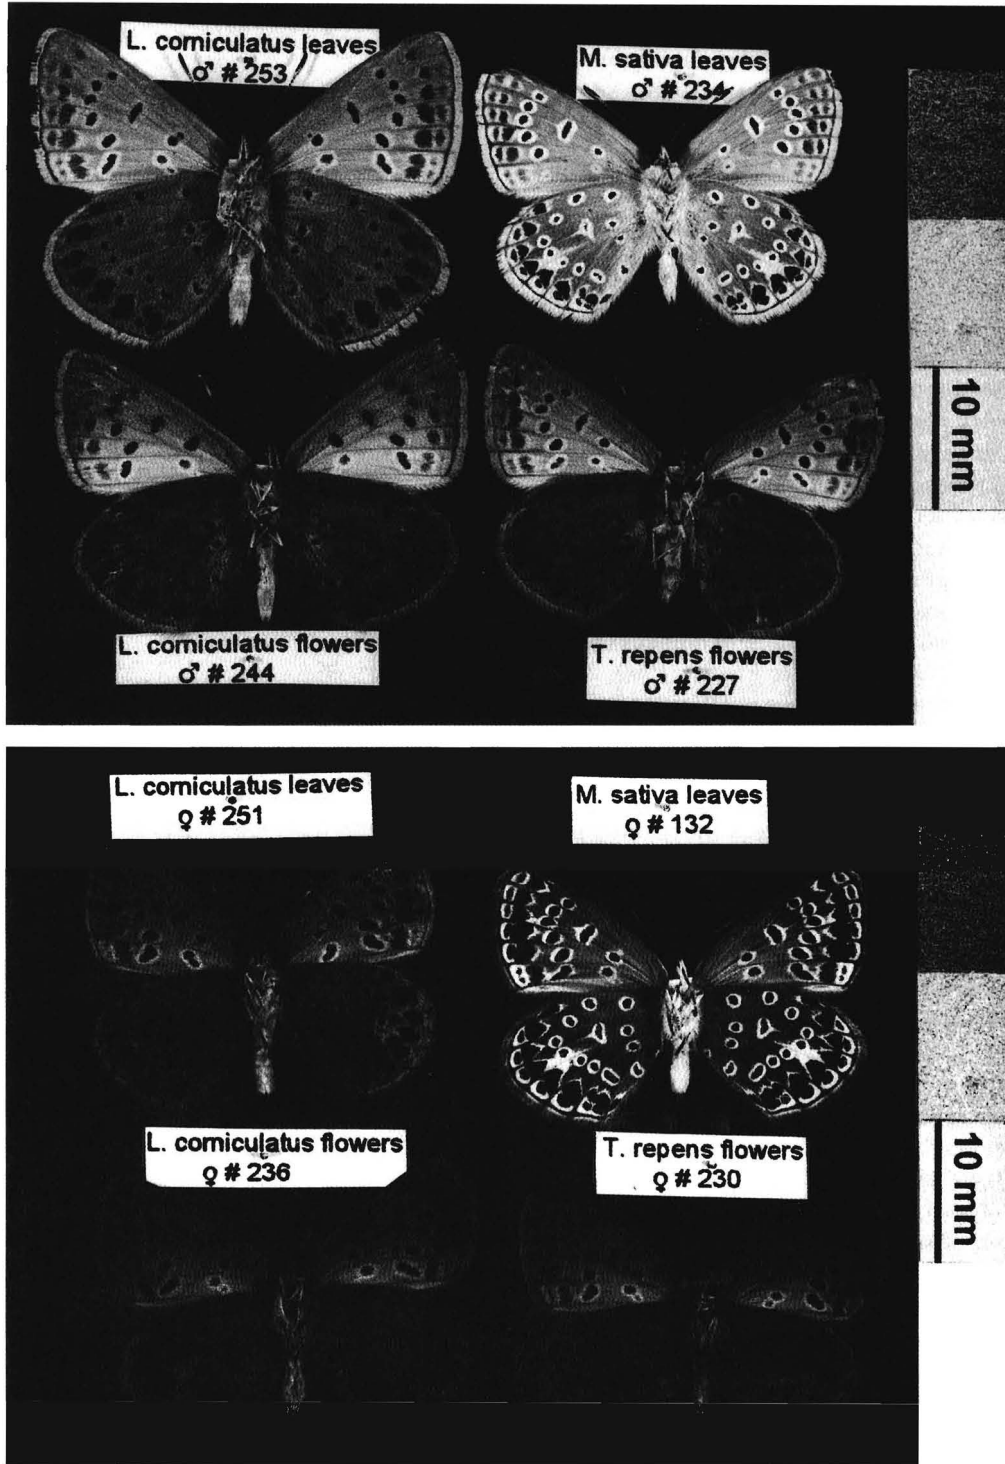 L. corniculatus leaves
♂ # 253
M. sativa leaves
♂ # 234
10 mm
L. corniculatus flowers
♂ # 244
T. repens flowers
♂ # 227
L. corniculatus leaves
♀ # 251
M. sativa leaves
♀ # 132
L. corniculatus flowers
♀ # 236
T. repens flowers
♀ # 230
10 mm